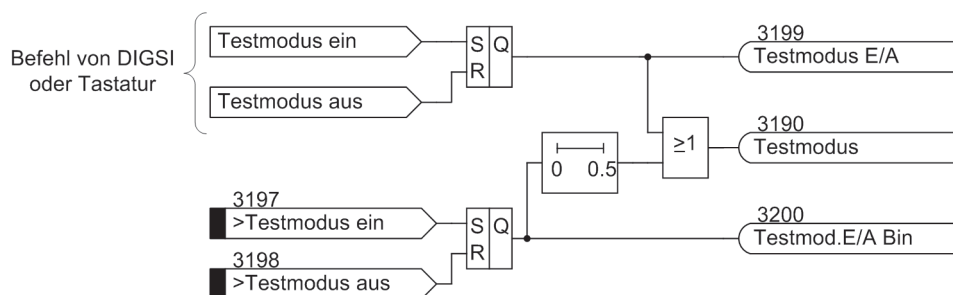 Befehl von DIGSI
oder Tastatur
Testmodus ein
Testmodus aus
S Q
R
3199
Testmodus E/A
≥1
3190
Testmodus
0 0.5
3197
>Testmodus ein
3198
>Testmodus aus
S Q
R
3200
Testmod.E/A Bin